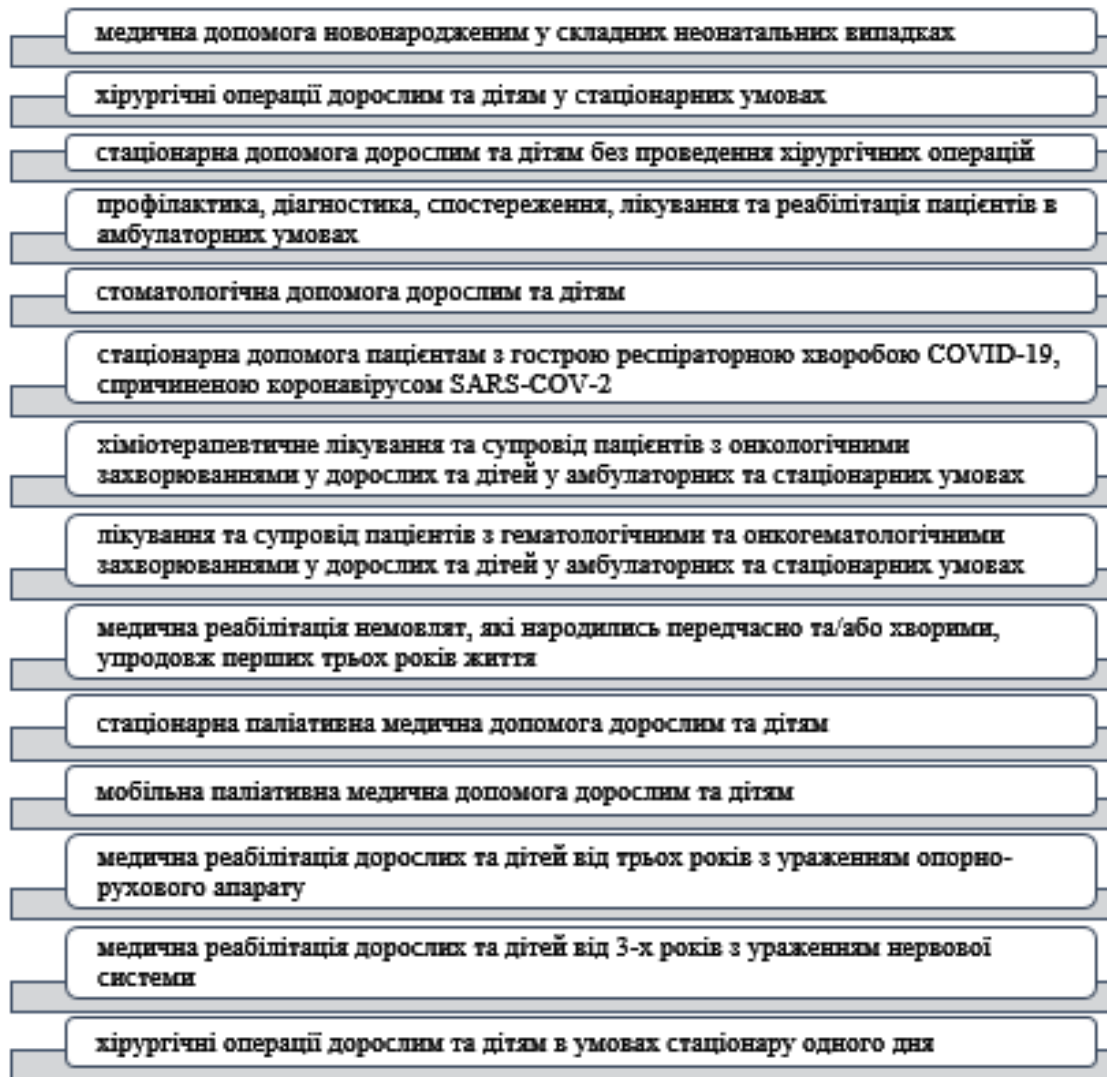 медична допомога новонародженим у складних неонатальних випадках
хірургічні операції дорослим та дітям у стаціонарних умовах
стаціонарна допомога дорослим та дітям без проведення хірургічних операцій
профілактика, діагностика, спостереження, лікування та реабілітація пацієнтів в
амбулаторних умовах
стоматологічна допомога дорослим та дітям
стаціонарна допомога пацієнтам з гострою респіраторною хворобою COVID-19,
спричиненою коронавірусом SARS-COV-2
хіміотерапевтичне лікування та супровід пацієнтів з онкологічними
захворюваннями у дорослих та дітей у амбулаторних та стаціонарних умовах
лікування та супровід пацієнтів з гематологічними та онкогематологічними
захворюваннями у дорослих та дітей у амбулаторних та стаціонарних умовах
медична реабілітація немовлят, які народились передчасно та/або хворими,
упродовж перших трьох років життя
стаціонарна паліативна медична допомога дорослим та дітям
мобільна паліативна медична допомога дорослим та дітям
медична реабілітація дорослих та дітей від трьох років з ураженням опорно-
рухового апарату
медична реабілітація дорослих та дітей від 3-х років з ураженням нервової
системи
хірургічні операції дорослим та дітям в умовах стаціонару одного дня